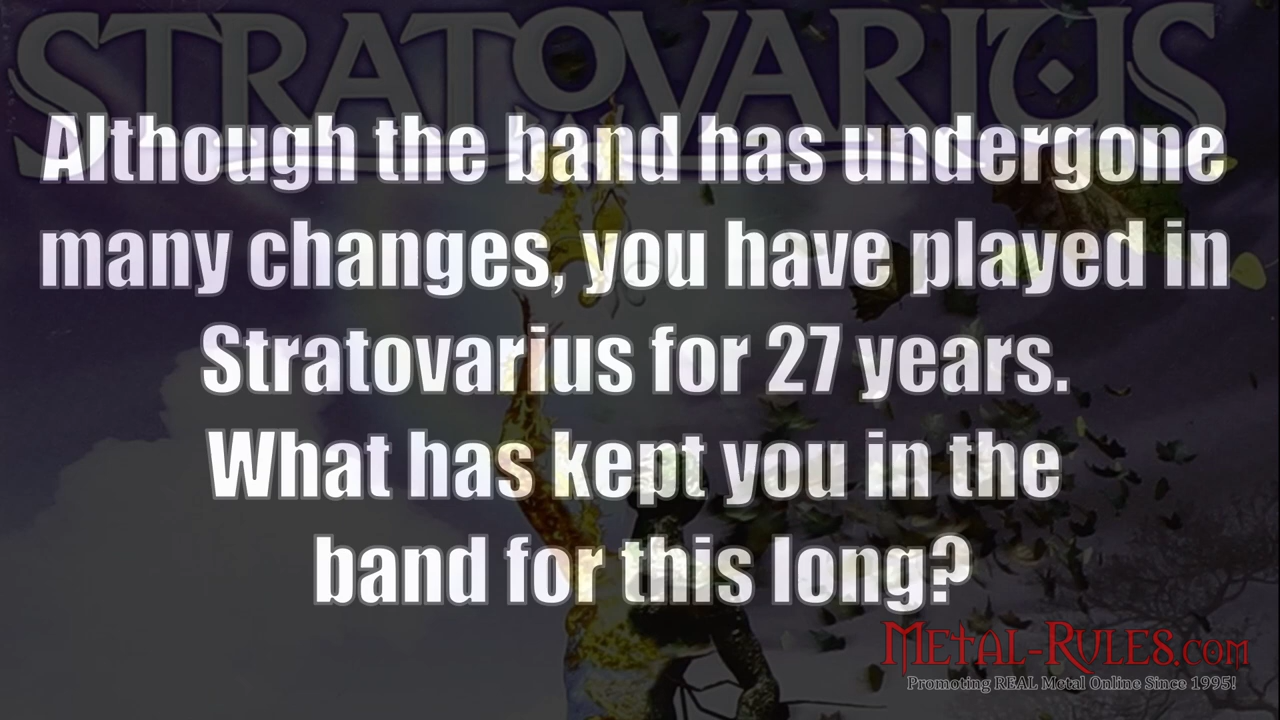 STRATOVARIUS
Although the band has undergone
many changes, you have played in
Stratovarius for 27 years.
What has kept you in the
band for this long?
METAL-RULES.COM
Promoting REAL Metal Online Since 1995!